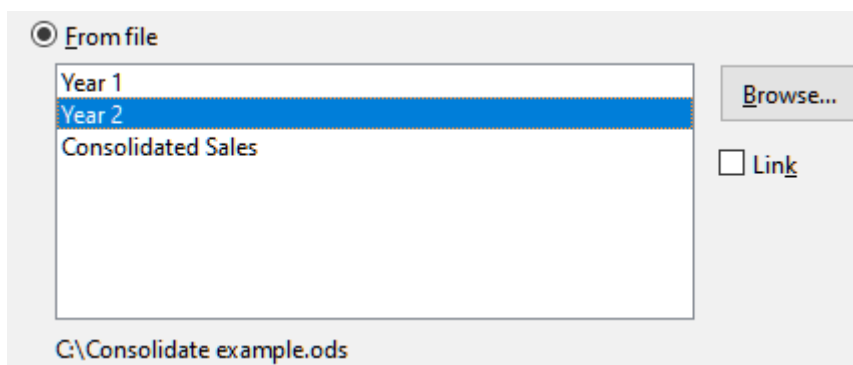 From file
Year 1
Browse...
Year 2
Consolidated Sales
Link
C:\Consolidate example.ods